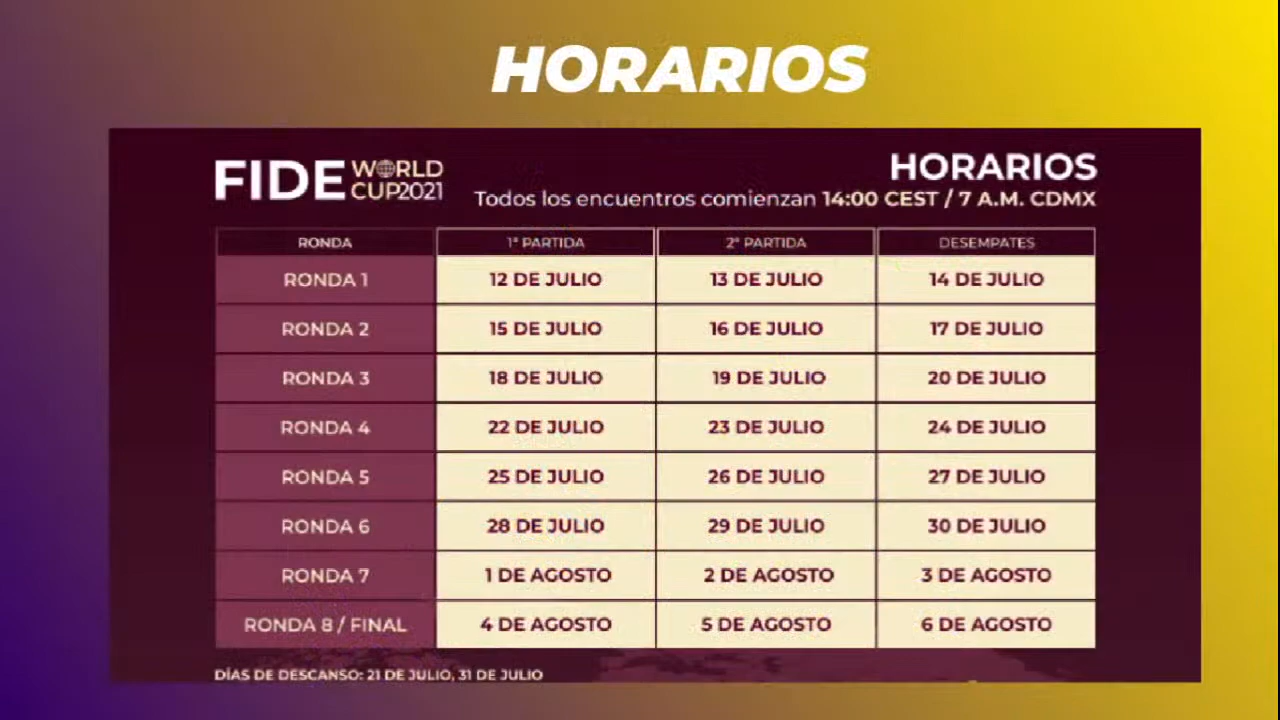 HORARIOS
FIDE WORLD CUP2021
HORARIOS
Todos los encuentros comienzan 14:00 CEST / 7 A.M. CDMX
RONDA 1ª PARTIDA 2ª PARTIDA DESEMPATES
RONDA 1 12 DE JULIO 13 DE JULIO 14 DE JULIO
RONDA 2 15 DE JULIO 16 DE JULIO 17 DE JULIO
RONDA 3 18 DE JULIO 19 DE JULIO 20 DE JULIO
RONDA 4 22 DE JULIO 23 DE JULIO 24 DE JULIO
RONDA 5 25 DE JULIO 26 DE JULIO 27 DE JULIO
RONDA 6 28 DE JULIO 29 DE JULIO 30 DE JULIO
RONDA 7 1 DE AGOSTO 2 DE AGOSTO 3 DE AGOSTO
RONDA 8 / FINAL 4 DE AGOSTO 5 DE AGOSTO 6 DE AGOSTO
DÍAS DE DESCANSO: 21 DE JULIO, 31 DE JULIO